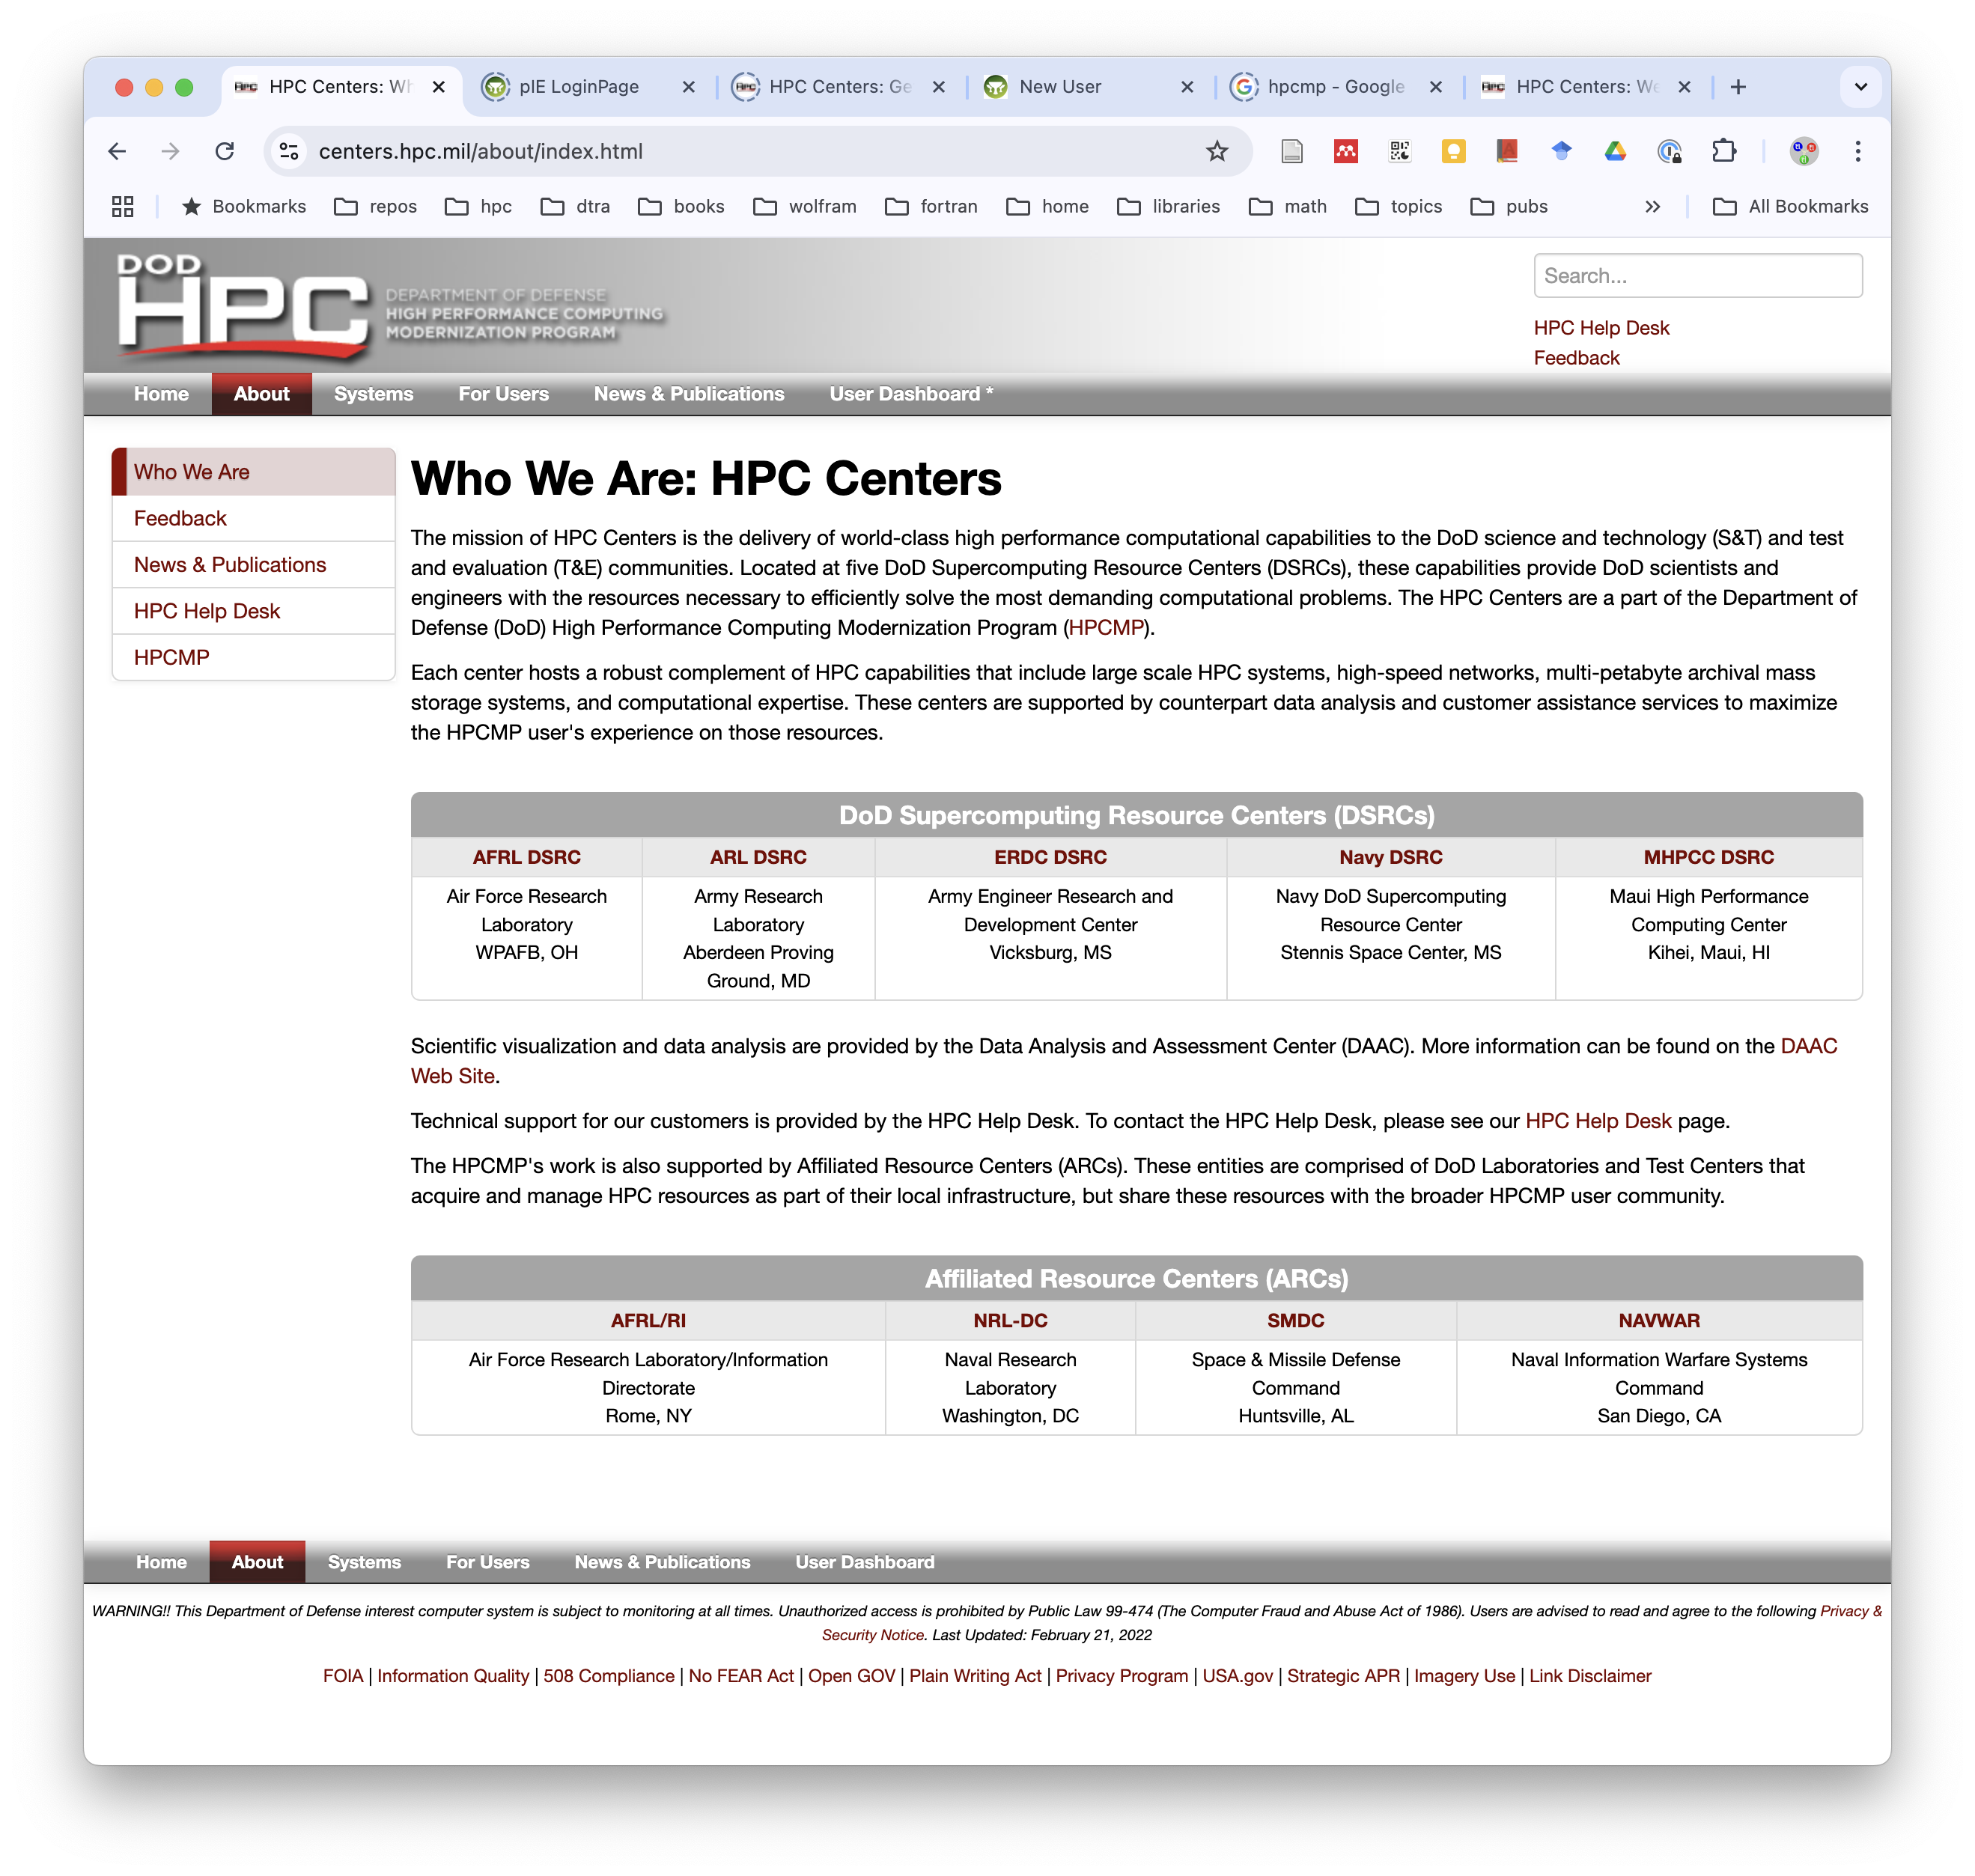 HPC Centers: Wh
pIE LoginPage
HPC Centers: Ge
New User
hpcmp - Google
HPC Centers: We
centers.hpc.mil/about/index.html
Bookmarks
repos
hpc
dtra
books
wolfram
fortran
home
libraries
math
topics
pubs
All Bookmarks
DOD
HPC
DEPARTMENT OF DEFENSE
HIGH PERFORMANCE COMPUTING
MODERNIZATION PROGRAM
Search...
HPC Help Desk
Feedback
Home
About
Systems
For Users
News & Publications
User Dashboard *
Who We Are
Feedback
News & Publications
HPC Help Desk
HPCMP
Who We Are: HPC Centers
The mission of HPC Centers is the delivery of world-class high performance computational capabilities to the DoD science and technology (S&T) and test
and evaluation (T&E) communities. Located at five DoD Supercomputing Resource Centers (DSRCs), these capabilities provide DoD scientists and
engineers with the resources necessary to efficiently solve the most demanding computational problems. The HPC Centers are a part of the Department of
Defense (DoD) High Performance Computing Modernization Program (HPCMP).
Each center hosts a robust complement of HPC capabilities that include large scale HPC systems, high-speed networks, multi-petabyte archival mass
storage systems, and computational expertise. These centers are supported by counterpart data analysis and customer assistance services to maximize
the HPCMP user's experience on those resources.
DoD Supercomputing Resource Centers (DSRCs)
AFRL DSRC
Air Force Research
Laboratory
WPAFB, OH
ARL DSRC
Army Research
Laboratory
Aberdeen Proving
Ground, MD
ERDC DSRC
Army Engineer Research and
Development Center
Vicksburg, MS
Navy DSRC
Navy DoD Supercomputing
Resource Center
Stennis Space Center, MS
MHPCC DSRC
Maui High Performance
Computing Center
Kihei, Maui, HI
Scientific visualization and data analysis are provided by the Data Analysis and Assessment Center (DAAC). More information can be found on the DAAC
Web Site.
Technical support for our customers is provided by the HPC Help Desk. To contact the HPC Help Desk, please see our HPC Help Desk page.
The HPCMP's work is also supported by Affiliated Resource Centers (ARCs). These entities are comprised of DoD Laboratories and Test Centers that
acquire and manage HPC resources as part of their local infrastructure, but share these resources with the broader HPCMP user community.
Affiliated Resource Centers (ARCs)
AFRL/RI
Air Force Research Laboratory/Information
Directorate
Rome, NY
NRL-DC
Naval Research
Laboratory
Washington, DC
SMDC
Space & Missile Defense
Command
Huntsville, AL
NAVWAR
Naval Information Warfare Systems
Command
San Diego, CA
Home
About
Systems
For Users
News & Publications
User Dashboard
WARNING!! This Department of Defense interest computer system is subject to monitoring at all times. Unauthorized access is prohibited by Public Law 99-474 (The Computer Fraud and Abuse Act of 1986). Users are advised to read and agree to the following Privacy &
Security Notice. Last Updated: February 21, 2022
FOIA | Information Quality | 508 Compliance | No FEAR Act | Open GOV | Plain Writing Act | Privacy Program | USA.gov | Strategic APR | Imagery Use | Link Disclaimer